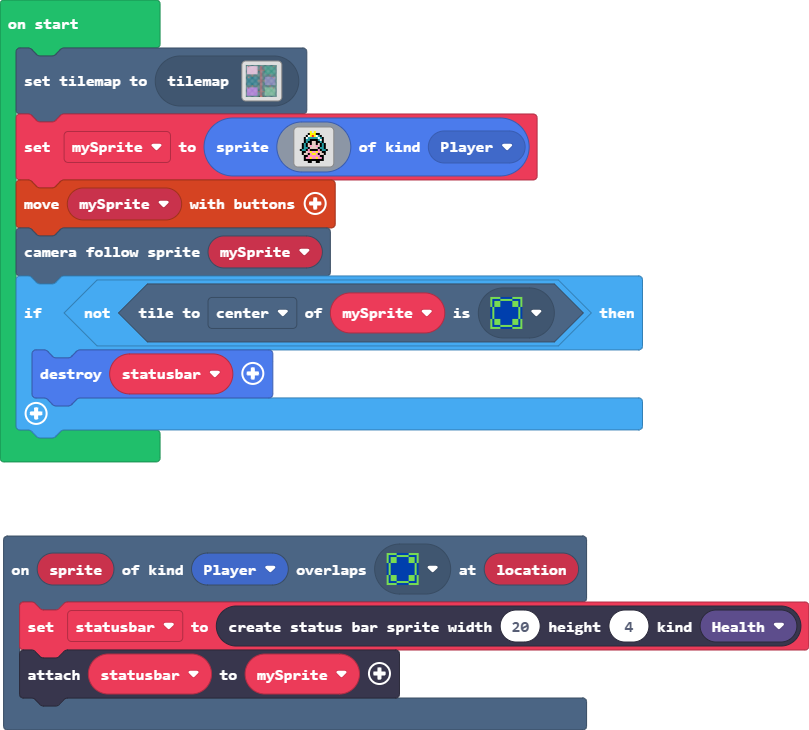 on start
set tilemap to tilemap
set mySprite to sprite of kind Player
move mySprite with buttons
camera follow sprite mySprite
if not tile to center of mySprite is then
destroy statusbar
on sprite of kind Player overlaps at location
set statusbar to create status bar sprite width 20 height 4 kind Health
attach statusbar to mySprite